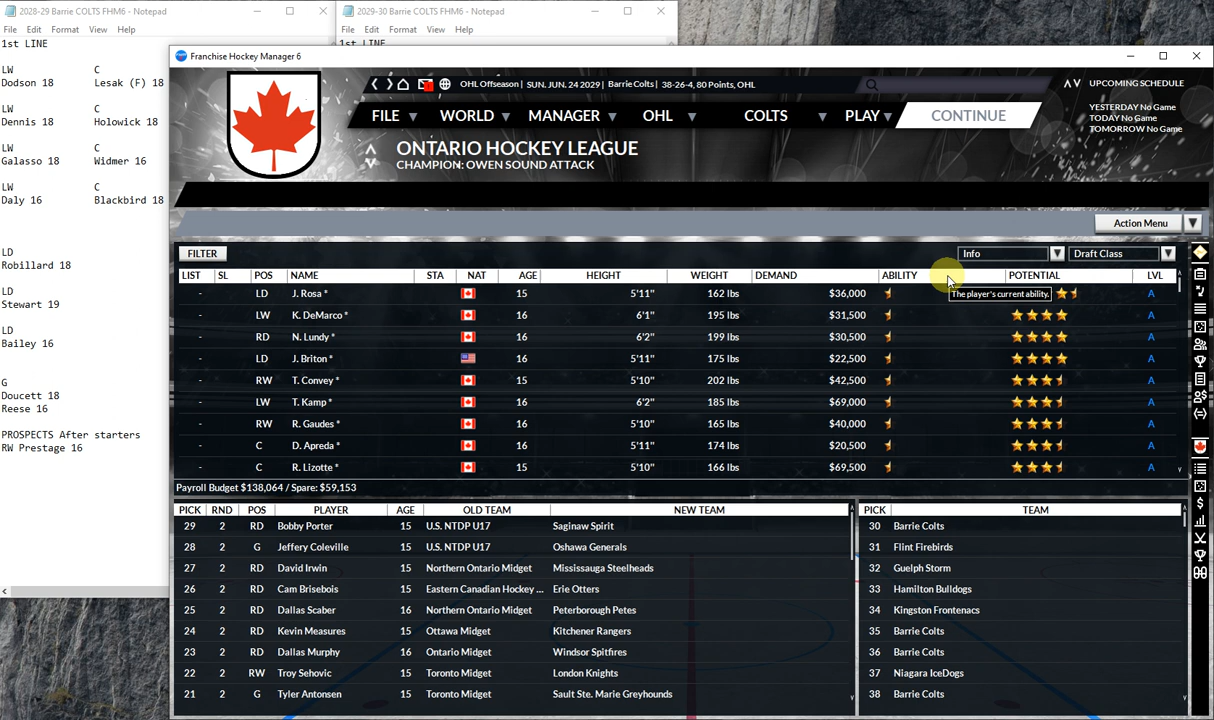 2028-29 Barrie COLTS FHM6 - Notepad
File Edit Format View Help
1st LINE
LW C
Dodson 18 Lesak (F) 18
LW C
Dennis 18 Holowick 18
LW C
Galasso 18 Widmer 16
LW C
Daly 16 Blackbird 18
LD
Robillard 18
LD
Stewart 19
LD
Bailey 16
G
Doucett 18
Reese 16
PROSPECTS After starters
RW Prestage 16
2029-30 Barrie COLTS FHM6 - Notepad
File Edit Format View Help
1st LINE
Franchise Hockey Manager 6
OHL Offseason | SUN. JUN. 24 2029 | Barrie Colts | 38-26-4, 80 Points, OHL
UPCOMING SCHEDULE
YESTERDAY No Game
TODAY No Game
TOMORROW No Game
FILE WORLD MANAGER OHL COLTS PLAY CONTINUE
ONTARIO HOCKEY LEAGUE
CHAMPION: OWEN SOUND ATTACK
Action Menu
FILTER Info Draft Class
LIST SL POS NAME STA NAT AGE HEIGHT WEIGHT DEMAND ABILITY POTENTIAL LVL
- LD J. Rosa * 15 5'11" 162 lbs $36,000 A
The player's current ability.
- LW K. DeMarco * 16 6'1" 195 lbs $31,500 A
- RD N. Lundy * 16 6'2" 199 lbs $30,500 A
- LD J. Briton * 16 5'11" 175 lbs $22,500 A
- RW T. Convey * 15 5'10" 202 lbs $42,500 A
- LW T. Kamp * 16 6'2" 185 lbs $69,000 A
- RW R. Gaudes * 16 5'10" 165 lbs $40,000 A
- C D. Apreda * 16 5'11" 174 lbs $20,500 A
- C R. Lizotte * 15 5'10" 166 lbs $69,500 A
Payroll Budget $138,064 / Spare: $59,153
PICK RND POS PLAYER AGE OLD TEAM NEW TEAM
29 2 RD Bobby Porter 15 U.S. NTDP U17 Saginaw Spirit
28 2 G Jeffery Coleville 15 U.S. NTDP U17 Oshawa Generals
27 2 RD David Irwin 15 Northern Ontario Midget Mississauga Steelheads
26 2 RD Cam Brisebois 15 Eastern Canadian Hockey ... Erie Otters
25 2 RD Dallas Scaber 16 Northern Ontario Midget Peterborough Petes
24 2 RD Kevin Measures 15 Ottawa Midget Kitchener Rangers
23 2 RD Dallas Murphy 16 Ontario Midget Windsor Spitfires
22 2 RW Troy Sehovic 15 Toronto Midget London Knights
21 2 G Tyler Antonsen 15 Toronto Midget Sault Ste. Marie Greyhounds
PICK TEAM
30 Barrie Colts
31 Flint Firebirds
32 Guelph Storm
33 Hamilton Bulldogs
34 Kingston Frontenacs
35 Barrie Colts
36 Barrie Colts
37 Niagara IceDogs
38 Barrie Colts